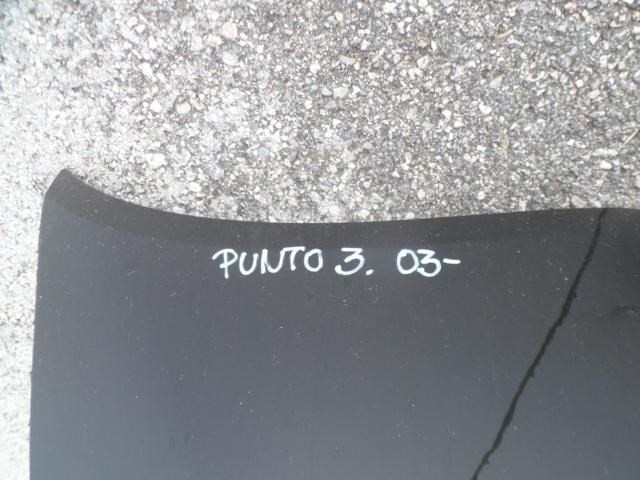 PUNTO 3. 03-